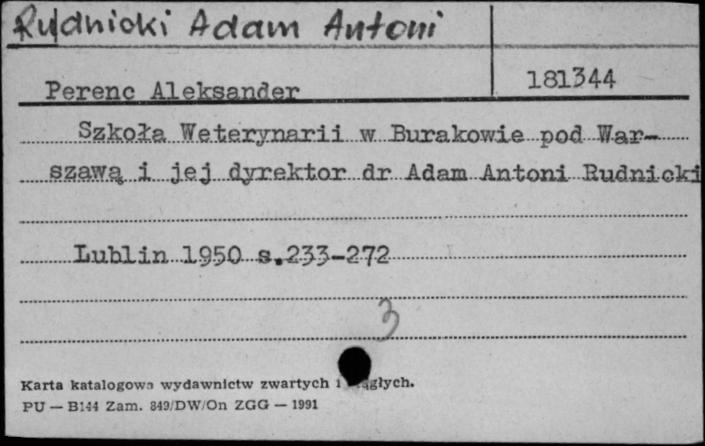 Rudnicki Adam Antoni
Perenc Aleksander
181344
Szkoła Weterynarii w Burakowie pod War-
szawą i jej dyrektor dr Adam Antoni Rudnicki
Lublin 1950 s.233-272
3
Karta katalogowa wydawnictw zwartych i
PU — B144 Zam. 849/DW/On ZGG — 1991